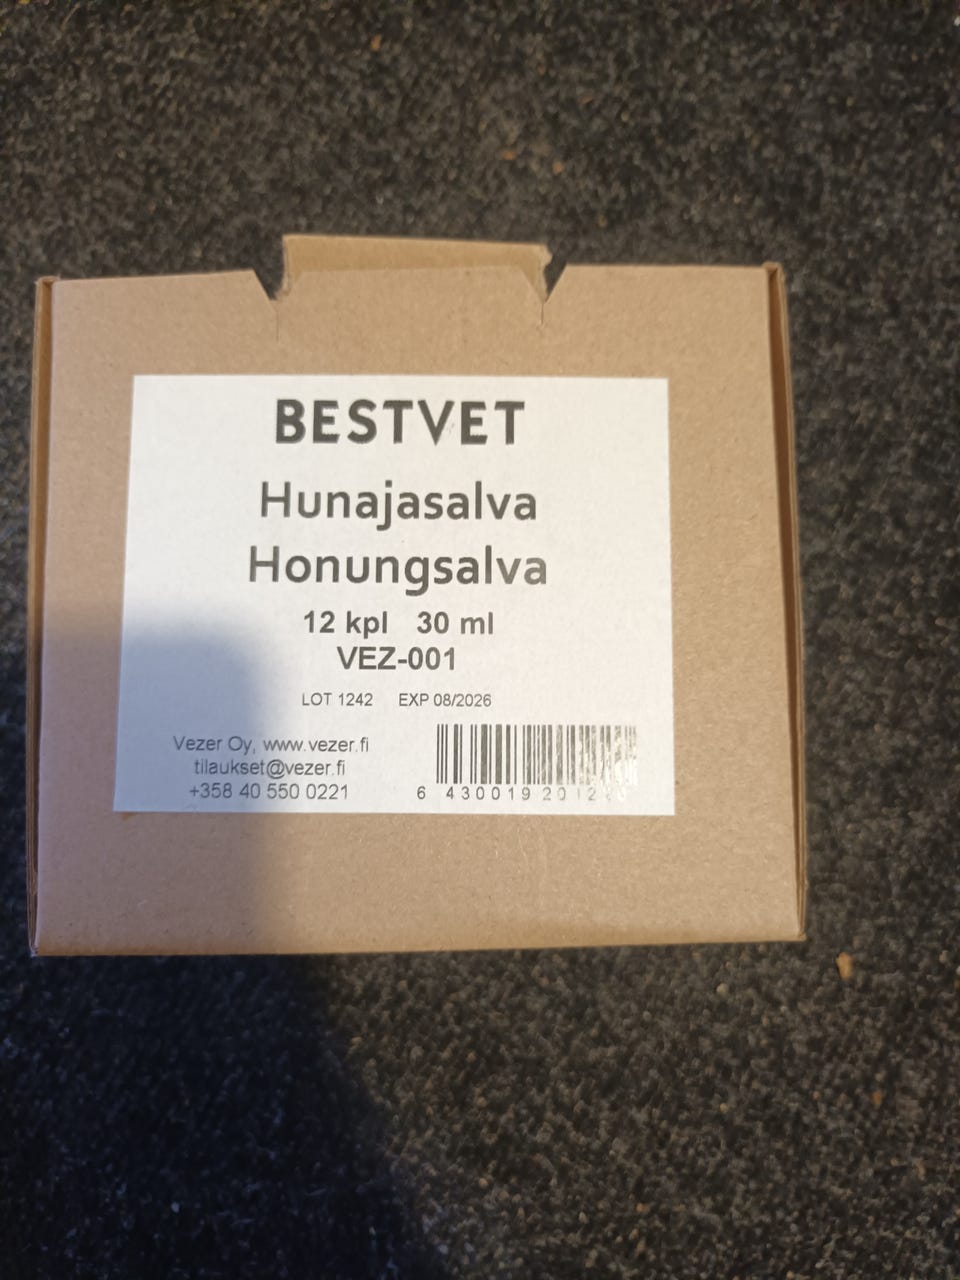 BESTVET
Hunajasalva
Honungsalva
12 kpl 30 ml
VEZ-001
LOT 1242 EXP 08/2026
Vezer Oy, www.vezer.fi
tilaukset@vezer.fi
+358 40 550 0221